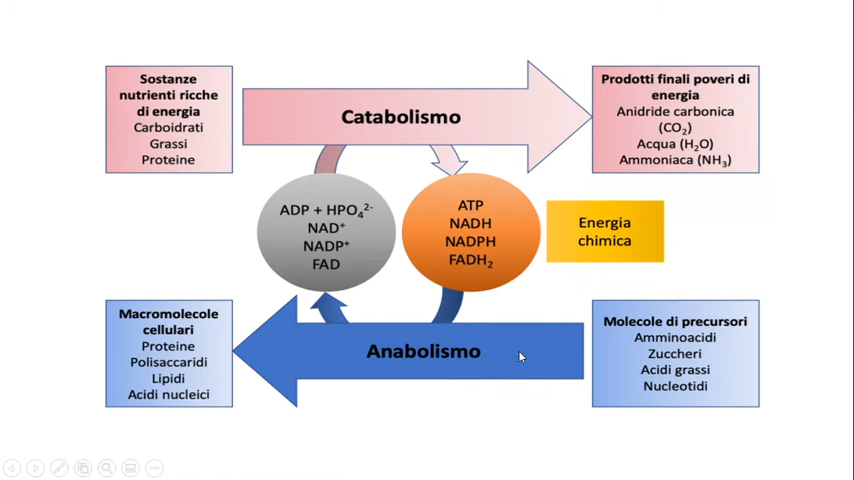 Sostanze
nutrienti ricche
di energia
Carboidrati
Grassi
Proteine
Catabolismo
Prodotti finali poveri di
energia
Anidride carbonica
(CO₂)
Acqua (H₂O)
Ammoniaca (NH₃)
ADP + HPO₄²⁻
NAD⁺
NADP⁺
FAD
ATP
NADH
NADPH
FADH₂
Energia
chimica
Macromolecole
cellulari
Proteine
Polisaccaridi
Lipidi
Acidi nucleici
Anabolismo
Molecole di precursori
Amminoacidi
Zuccheri
Acidi grassi
Nucleotidi